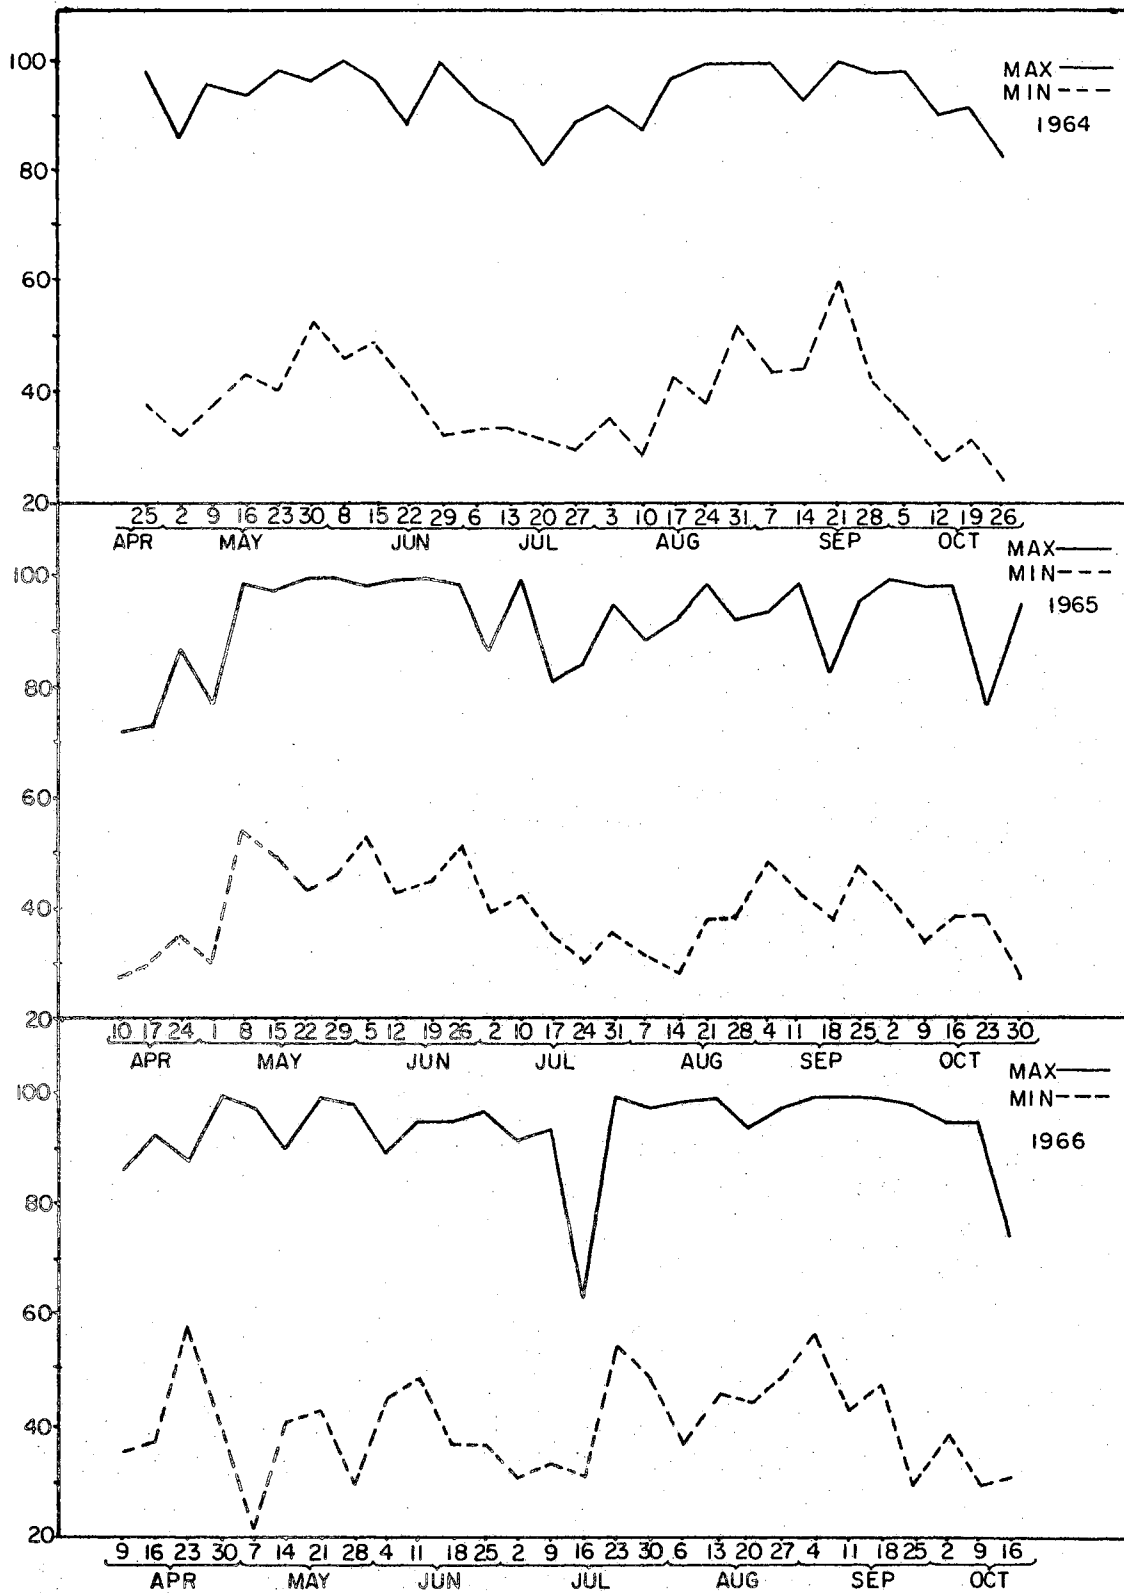 100
80
60
40
20
MAX
MIN
1964
25 2 9 16 23 30 8 15 22 29 6 13 20 27 3 10 17 24 31 7 14 21 28 5 12 19 26
APR MAY JUN JUL AUG SEP OCT
100
80
60
40
20
MAX
MIN
1965
10 17 24 1 8 15 22 29 5 12 19 26 2 10 17 24 31 7 14 21 28 4 11 18 25 2 9 16 23 30
APR MAY JUN JUL AUG SEP OCT
100
80
60
40
20
MAX
MIN
1966
9 16 23 30 7 14 21 28 4 11 18 25 2 9 16 23 30 6 13 20 27 4 11 18 25 2 9 16
APR MAY JUN JUL AUG SEP OCT